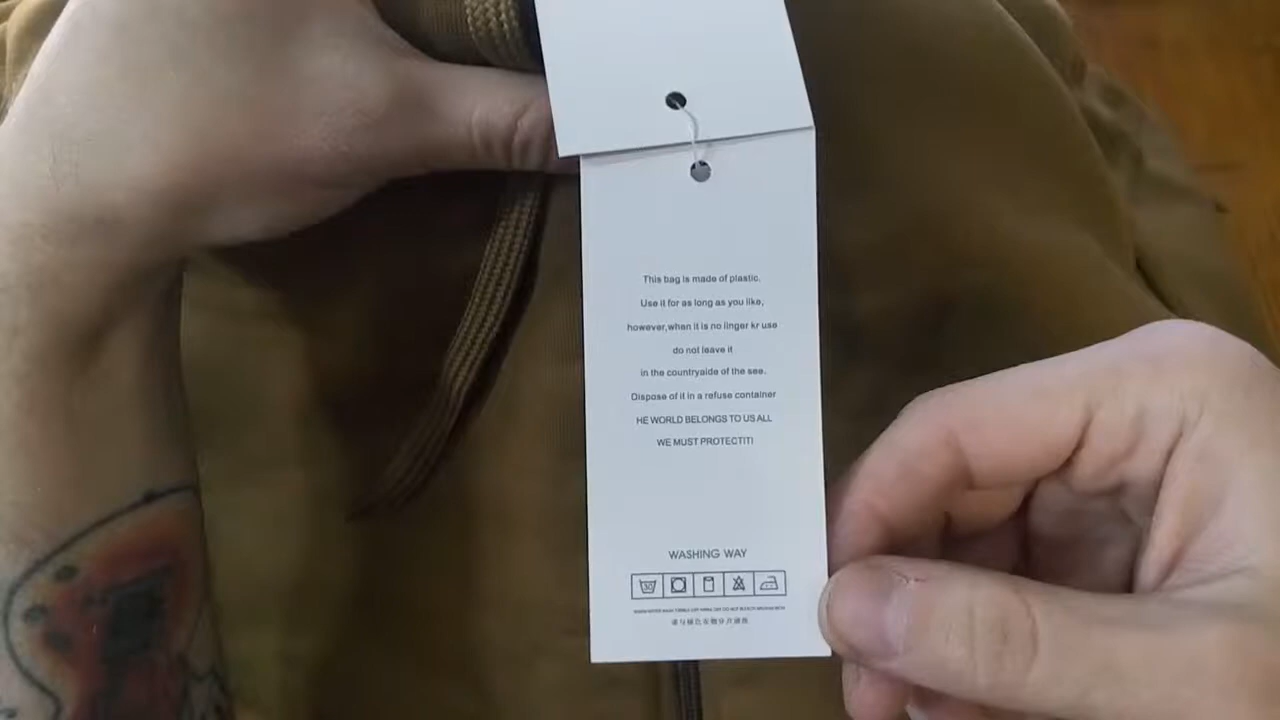 This bag is made of plastic.
Use it for as long as you like,
however,when it is no linger kr use
do not leave it
in the countryaide of the see.
Dispose of it in a refuse container
HE WORLD BELONGS TO US ALL
WE MUST PROTECTITI
WASHING WAY
30